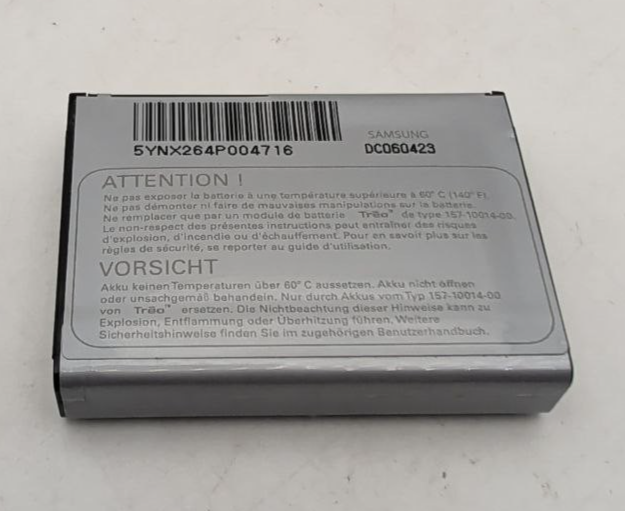 5YNX264P004716
SAMSUNG
DC060423
ATTENTION !
Ne pas exposer la batterie à une température supérieure à 60° C (140° F).
Ne pas démonter ni faire de mauvaises manipulations sur la batterie.
Ne remplacer que par un module de batterie Treo™ de type 157-10014-00.
Le non-respect des présentes instructions peut entraîner des risques
d'explosion, d'incendie ou d'échauffement. Pour en savoir plus sur les
règles de sécurité, se reporter au guide d'utilisation.
VORSICHT
Akku keinen Temperaturen über 60° C aussetzen. Akku nicht öffnen
oder unsachgemäß behandeln. Nur durch Akkus vom Typ 157-10014-00
von Treo™ ersetzen. Die Nichtbeachtung dieser Hinweise kann zu
Explosion, Entflammung oder Überhitzung führen. Weitere
Sicherheitshinweise finden Sie im zugehörigen Benutzerhandbuch.